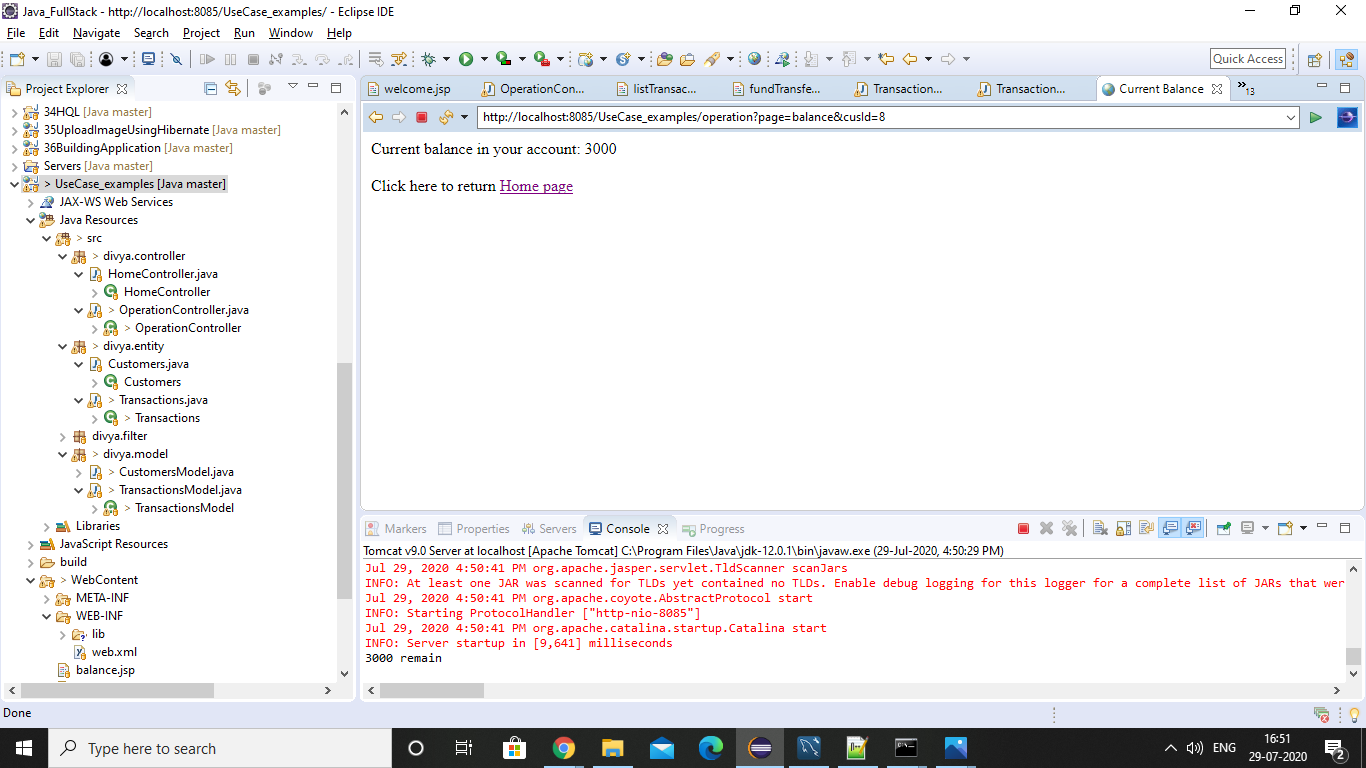 Java_FullStack - http://localhost:8085/UseCase_examples/ - Eclipse IDE
File Edit Navigate Search Project Run Window Help
Quick Access
Project Explorer
34HQL [Java master]
35UploadImageUsingHibernate [Java master]
36BuildingApplication [Java master]
Servers [Java master]
> UseCase_examples [Java master]
JAX-WS Web Services
Java Resources
> src
> divya.controller
HomeController.java
HomeController
> OperationController.java
> OperationController
> divya.entity
Customers.java
Customers
> Transactions.java
> Transactions
divya.filter
> divya.model
> CustomersModel.java
> TransactionsModel.java
> TransactionsModel
Libraries
JavaScript Resources
build
> WebContent
META-INF
WEB-INF
lib
web.xml
balance.jsp
welcome.jsp OperationCon... listTransac... fundTransfe... Transaction... Transaction... Current Balance »13
http://localhost:8085/UseCase_examples/operation?page=balance&cusId=8
Current balance in your account: 3000
Click here to return Home page
Markers Properties Servers Console Progress
Tomcat v9.0 Server at localhost [Apache Tomcat] C:\Program Files\Java\jdk-12.0.1\bin\javaw.exe (29-Jul-2020, 4:50:29 PM)
Jul 29, 2020 4:50:41 PM org.apache.jasper.servlet.TldScanner scanJars
INFO: At least one JAR was scanned for TLDs yet contained no TLDs. Enable debug logging for this logger for a complete list of JARs that wer
Jul 29, 2020 4:50:41 PM org.apache.coyote.AbstractProtocol start
INFO: Starting ProtocolHandler ["http-nio-8085"]
Jul 29, 2020 4:50:41 PM org.apache.catalina.startup.Catalina start
INFO: Server startup in [9,641] milliseconds
3000 remain
Done
Type here to search
ENG
16:51
29-07-2020
2